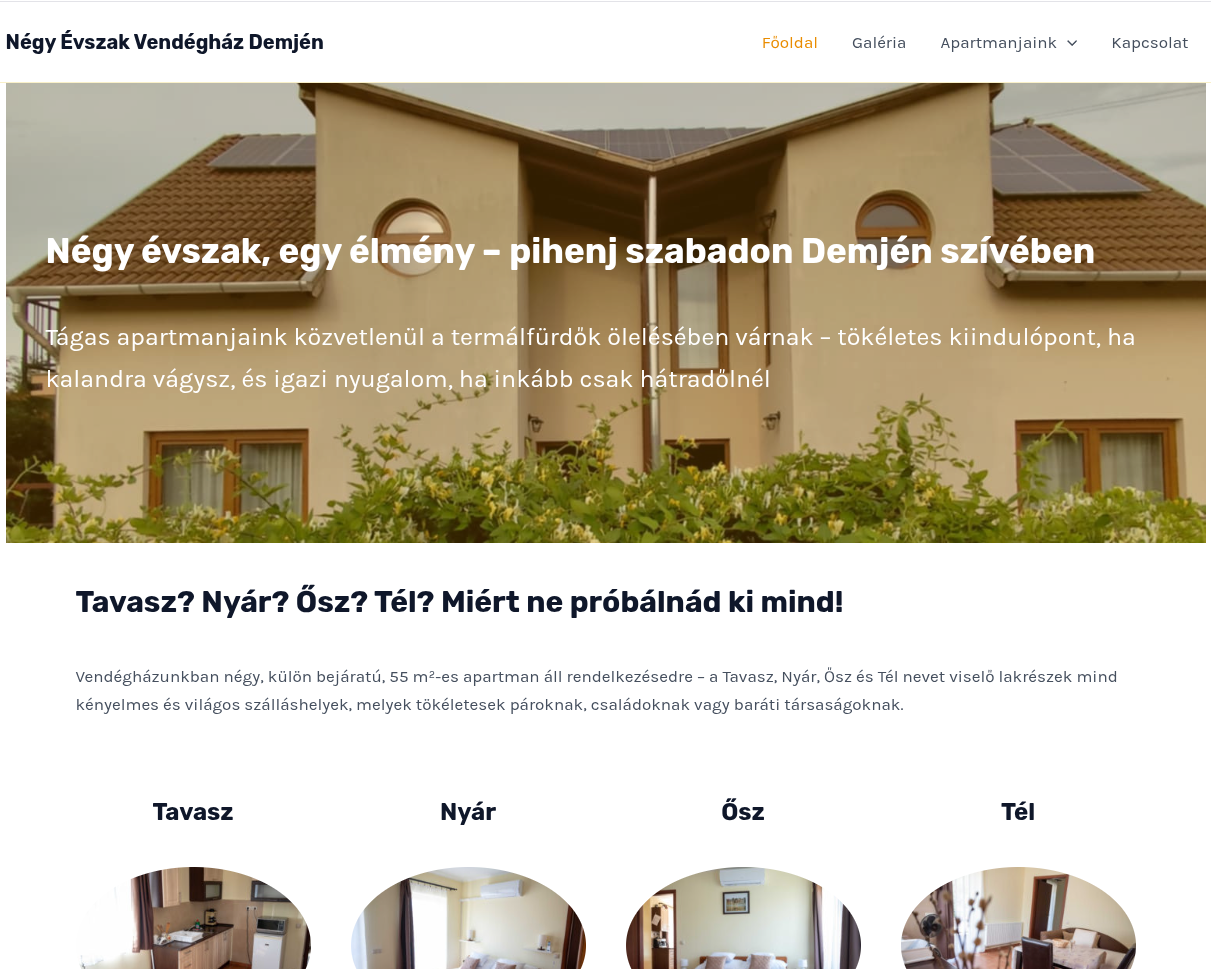 Négy Évszak Vendégház Demjén
Főoldal Galéria Apartmanjaink Kapcsolat
Négy évszak, egy élmény – pihenj szabadon Demjén szívében
Tágas apartmanjaink közvetlenül a termálfürdők ölelésében várnak – tökéletes kiindulópont, ha
kalandra vágysz, és igazi nyugalom, ha inkább csak hátradőlnél
Tavasz? Nyár? Ősz? Tél? Miért ne próbálnád ki mind!
Vendégházunkban négy, külön bejáratú, 55 m²-es apartman áll rendelkezésedre – a Tavasz, Nyár, Ősz és Tél nevet viselő lakrészek mind
kényelmes és világos szálláshelyek, melyek tökéletesek pároknak, családoknak vagy baráti társaságoknak.
Tavasz Nyár Ősz Tél